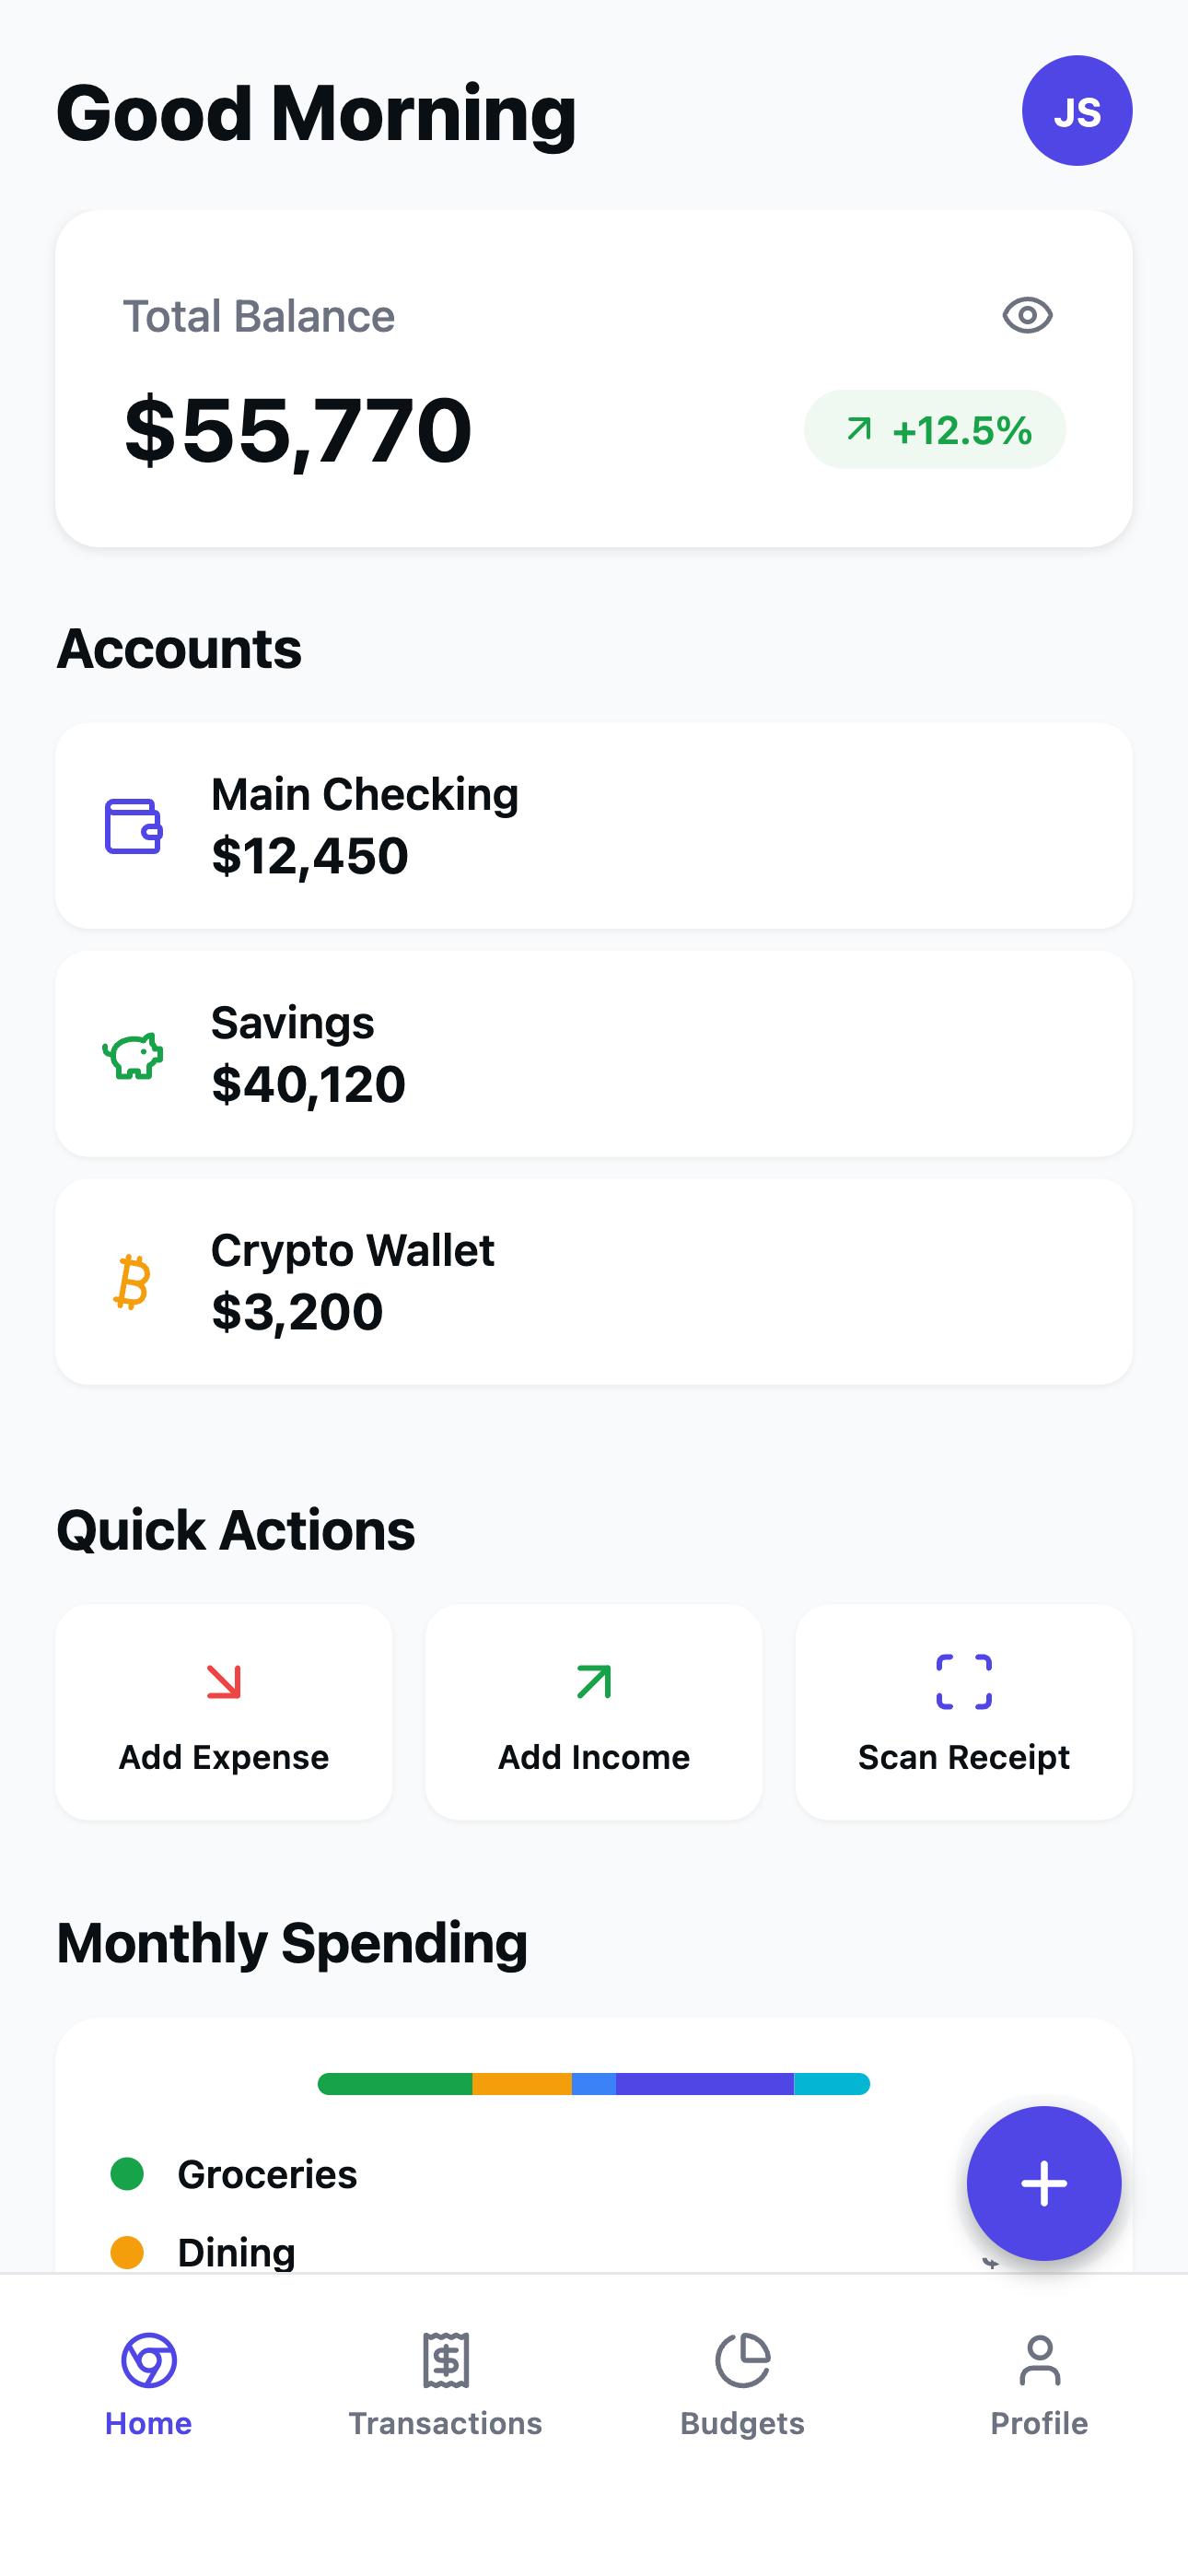 Good Morning
JS
Total Balance
$55,770
+12.5%
Accounts
Main Checking
$12,450
Savings
$40,120
Crypto Wallet
$3,200
Quick Actions
Add Expense
Add Income
Scan Receipt
Monthly Spending
Groceries
Dining
Home
Transactions
Budgets
Profile